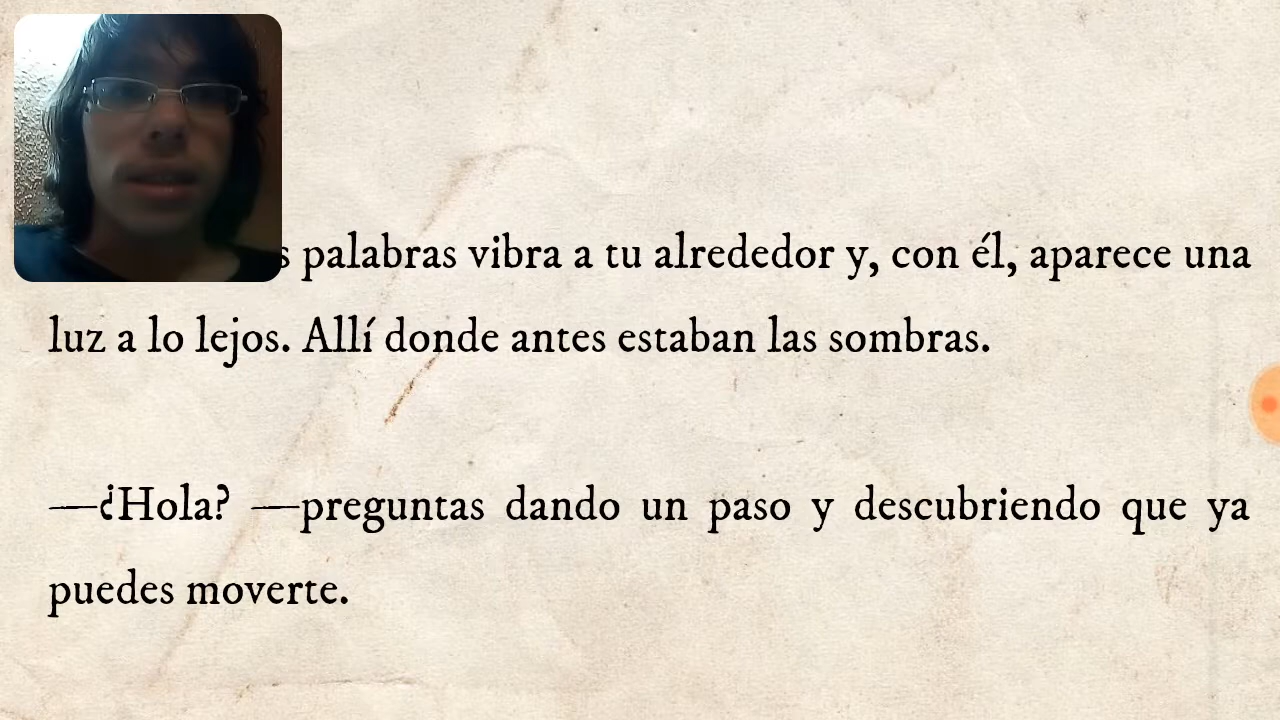 palabras vibra a tu alrededor y, con él, aparece una
luz a lo lejos. Allí donde antes estaban las sombras.
—¿Hola? —preguntas dando un paso y descubriendo que ya
puedes moverte.